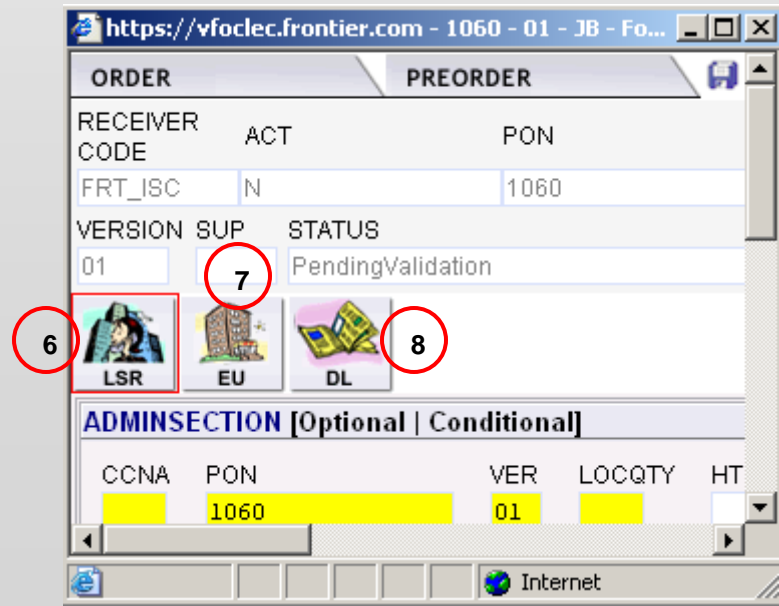 https://vfoclec.frontier.com - 1060 - 01 - JB - Fo...
ORDER PREORDER
RECEIVER CODE ACT PON
FRT_ISC N 1060
VERSION SUP STATUS
01 PendingValidation
7
6 8
LSR EU DL
ADMINSECTION [Optional | Conditional]
CCNA PON VER LOCQTY HT
1060 01
Internet